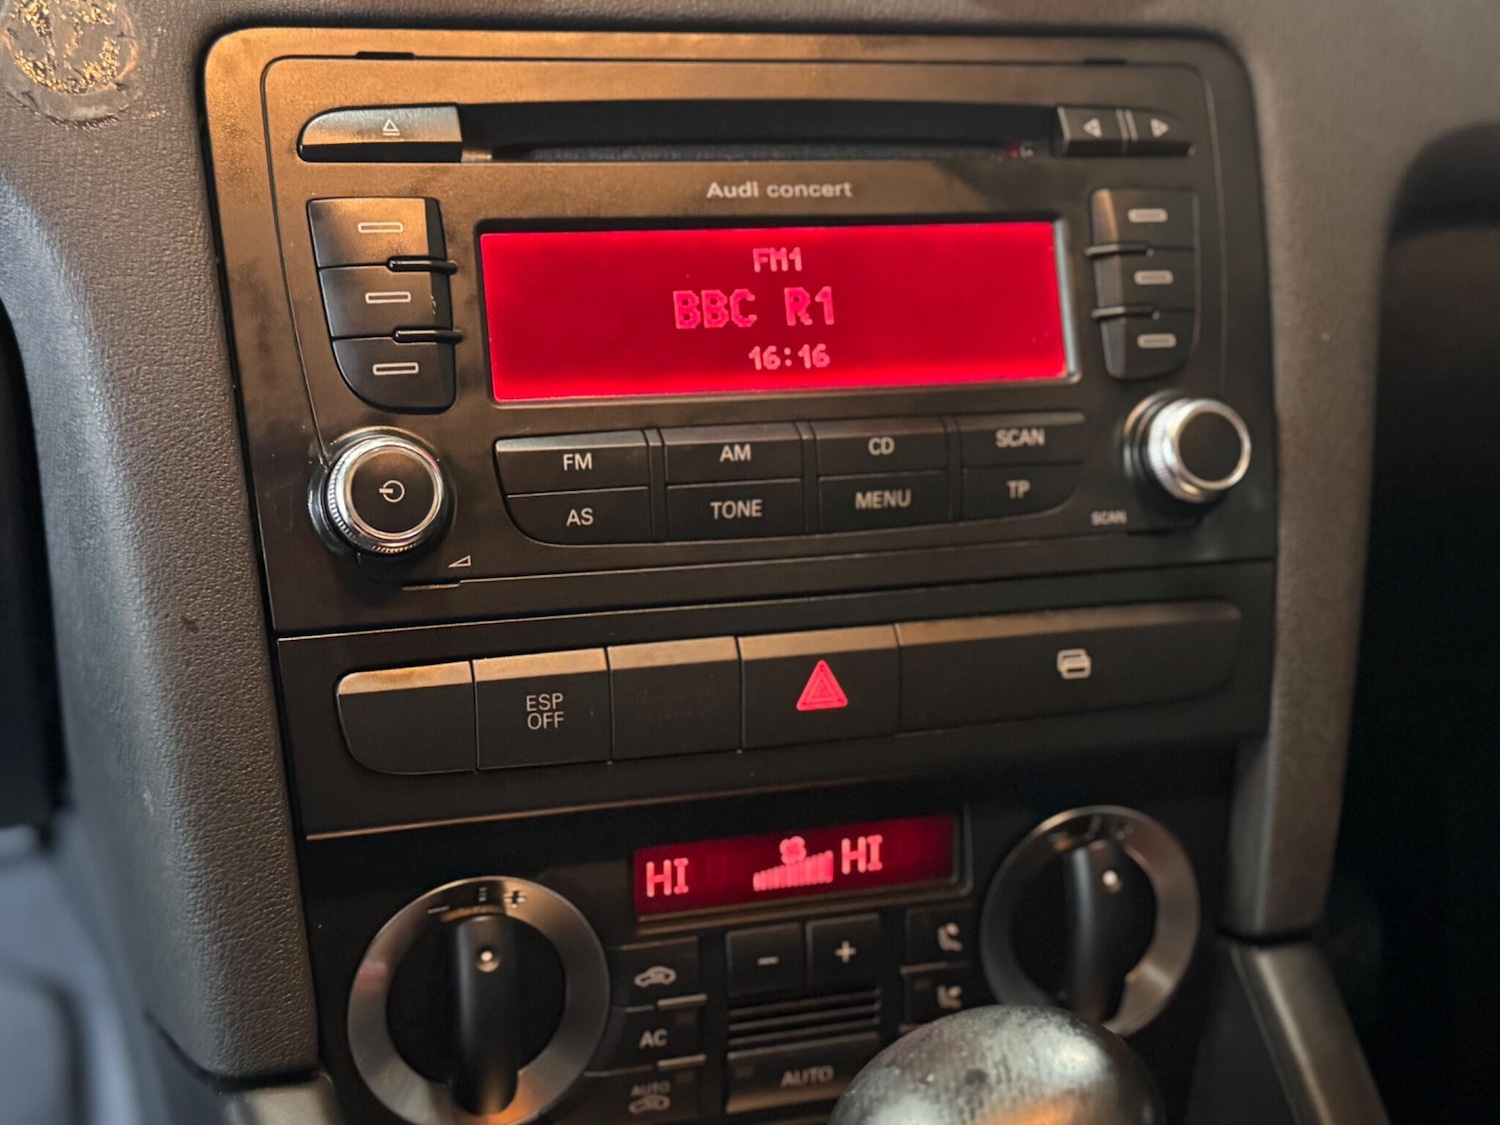 Audi concert
FM1
BBC R1
16:16
FM AM CD SCAN
AS TONE MENU TP
SCAN
ESP
OFF
HI HI
- +
AC
AUTO
AUTO